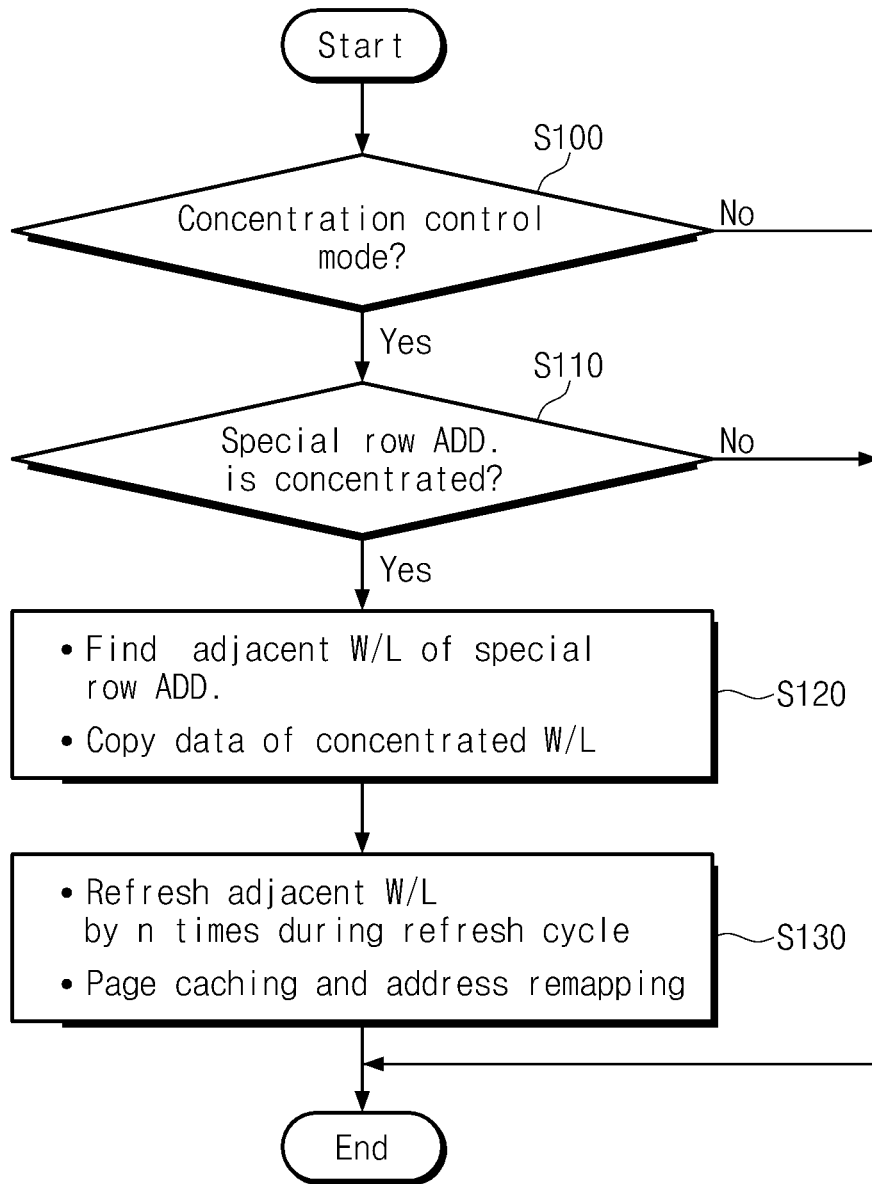 Start
S100
Concentration control
mode?
No
Yes
S110
Special row ADD.
is concentrated?
No
Yes
• Find adjacent W/L of special
row ADD.
• Copy data of concentrated W/L
S120
• Refresh adjacent W/L
by n times during refresh cycle
• Page caching and address remapping
S130
End